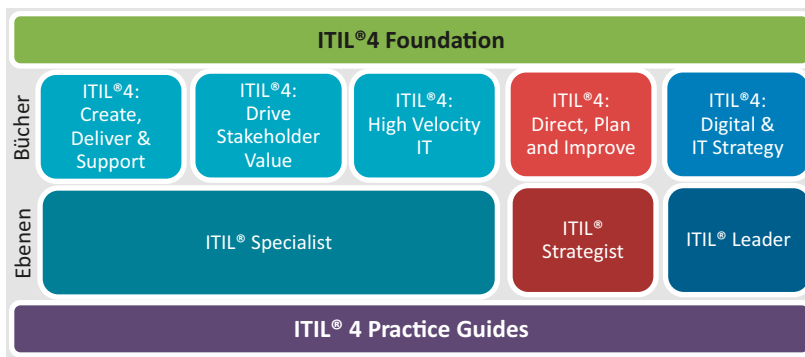 ITIL®4 Foundation
Bücher
ITIL®4:
Create,
Deliver &
Support
ITIL®4:
Drive
Stakeholder
Value
ITIL®4:
High Velocity
IT
ITIL®4:
Direct, Plan
and Improve
ITIL®4:
Digital &
IT Strategy
Ebenen
ITIL® Specialist
ITIL®
Strategist
ITIL® Leader
ITIL® 4 Practice Guides